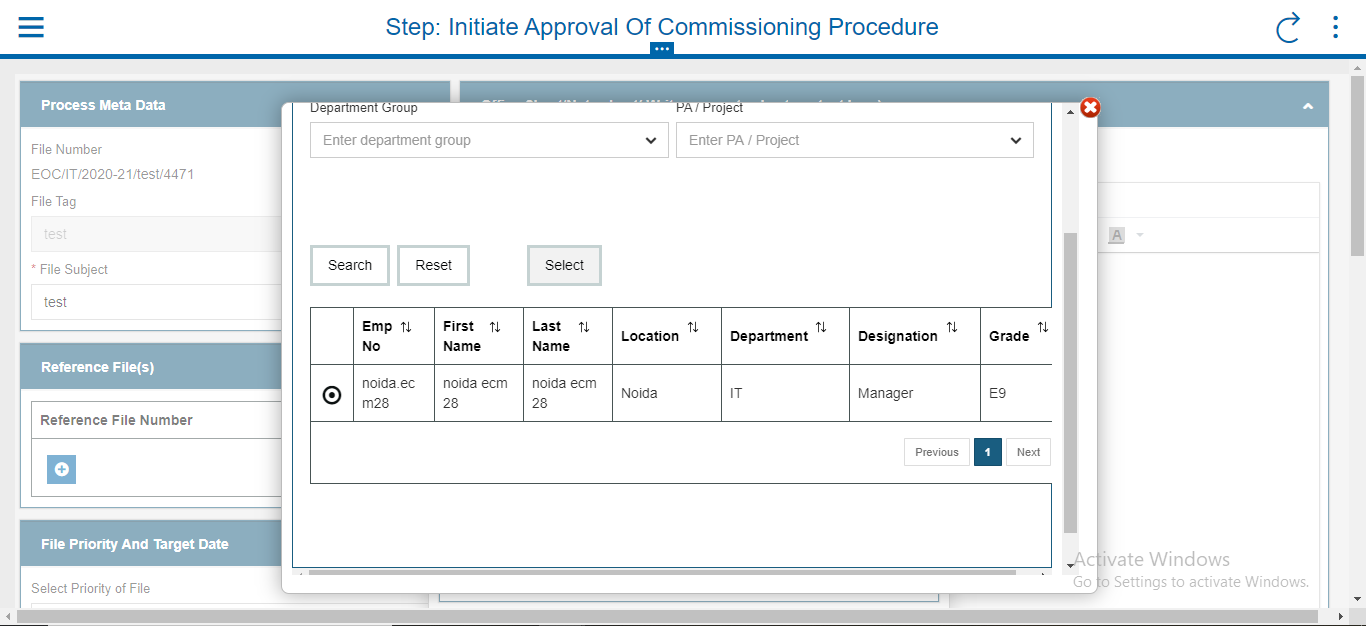 Step: Initiate Approval Of Commissioning Procedure
Process Meta Data
File Number
EOC/IT/2020-21/test/4471
File Tag
test
* File Subject
test
Reference File(s)
Reference File Number
File Priority And Target Date
Select Priority of File
Department Group
PA / Project
Enter department group
Enter PA / Project
Search
Reset
Select
Emp No
First Name
Last Name
Location
Department
Designation
Grade
noida.ecm28
noida ecm 28
noida ecm 28
Noida
IT
Manager
E9
Previous
1
Next
A
Activate Windows
Go to Settings to activate Windows.